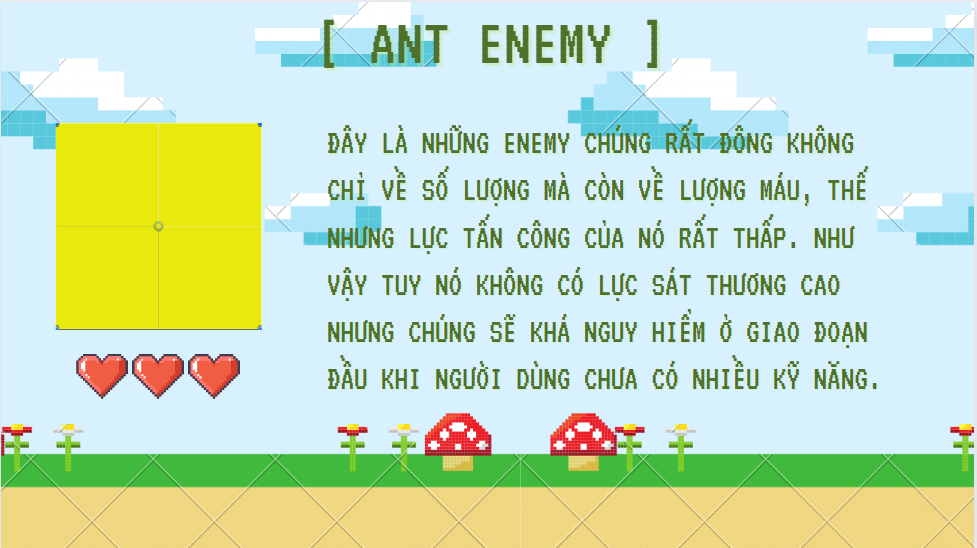 [ ANT ENEMY ]
ĐÂY LÀ NHỮNG ENEMY CHÚNG RẤT ĐÔNG KHÔNG
CHỈ VỀ SỐ LƯỢNG MÀ CÒN VỀ LƯỢNG MÁU, THẾ
NHƯNG LỰC TẤN CÔNG CỦA NÓ RẤT THẤP. NHƯ
VẬY TUY NÓ KHÔNG CÓ LỰC SÁT THƯƠNG CAO
NHƯNG CHÚNG SẼ KHÁ NGUY HIỂM Ở GIAO ĐOẠN
ĐẦU KHI NGƯỜI DÙNG CHƯA CÓ NHIỀU KỸ NĂNG.